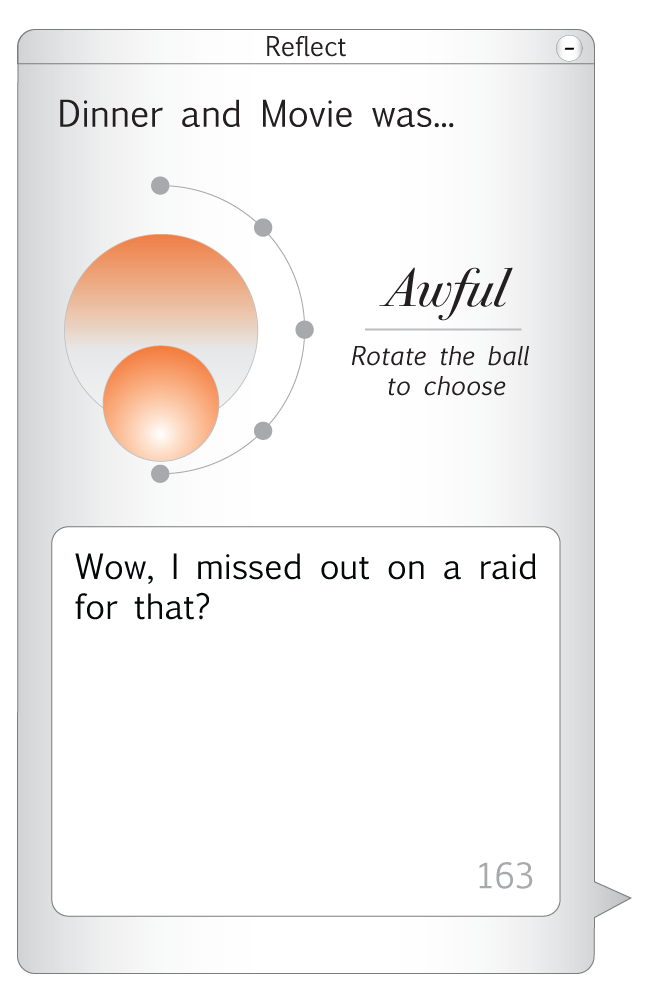 Reflect
-
Dinner and Movie was...
Awful
Rotate the ball
to choose
Wow, I missed out on a raid
for that?
163